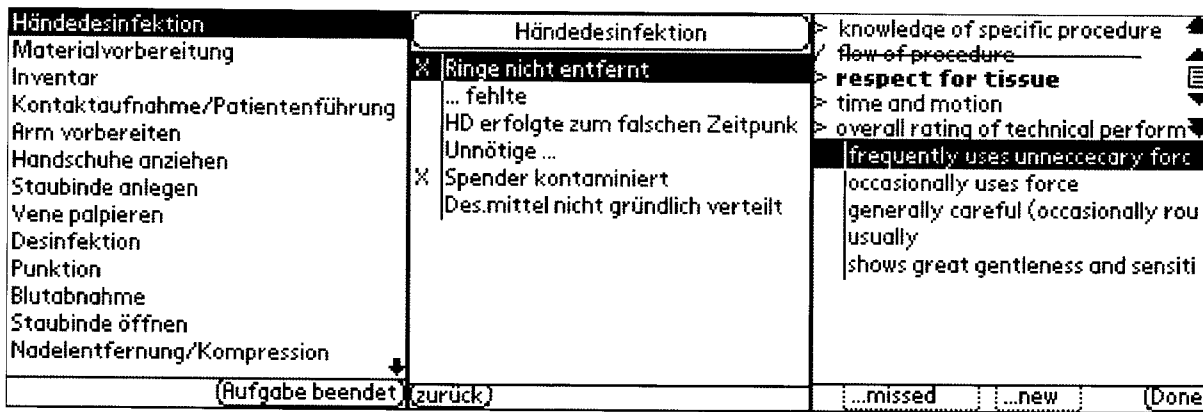 Händedesinfektion
Materialvorbereitung
Inventar
Kontaktaufnahme/Patientenführung
Arm vorbereiten
Handschuhe anziehen
Staubinde anlegen
Vene palpieren
Desinfektion
Punktion
Blutabnahme
Staubinde öffnen
Nadelentfernung/Kompression
Aufgabe beendet
Händedesinfektion
X Ringe nicht entfernt
... fehlte
HD erfolgte zum falschen Zeitpunk
Unnötige ...
X Spender kontaminiert
Des.mittel nicht gründlich verteilt
zurück
> knowledge of specific procedure
/ flow of procedure
> respect for tissue
> time and motion
> overall rating of technical perform
frequently uses unneccecary forc
occasionally uses force
generally careful (occasionally rou
usually
shows great gentleness and sensiti
...missed ...new (Done